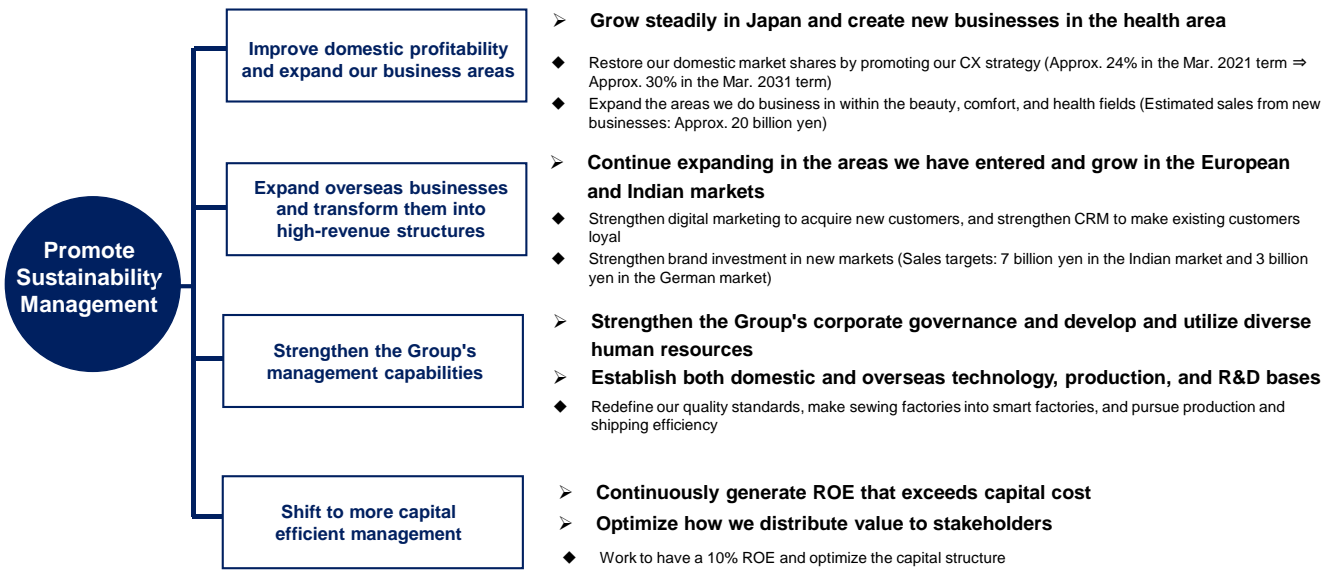 Promote
Sustainability
Management
Improve domestic profitability
and expand our business areas
➢ Grow steadily in Japan and create new businesses in the health area
◆ Restore our domestic market shares by promoting our CX strategy (Approx. 24% in the Mar. 2021 term ⇒
Approx. 30% in the Mar. 2031 term)
◆ Expand the areas we do business in within the beauty, comfort, and health fields (Estimated sales from new
businesses: Approx. 20 billion yen)
Expand overseas businesses
and transform them into
high-revenue structures
➢ Continue expanding in the areas we have entered and grow in the European
and Indian markets
◆ Strengthen digital marketing to acquire new customers, and strengthen CRM to make existing customers
loyal
◆ Strengthen brand investment in new markets (Sales targets: 7 billion yen in the Indian market and 3 billion
yen in the German market)
Strengthen the Group's
management capabilities
➢ Strengthen the Group's corporate governance and develop and utilize diverse
human resources
➢ Establish both domestic and overseas technology, production, and R&D bases
◆ Redefine our quality standards, make sewing factories into smart factories, and pursue production and
shipping efficiency
Shift to more capital
efficient management
➢ Continuously generate ROE that exceeds capital cost
➢ Optimize how we distribute value to stakeholders
◆ Work to have a 10% ROE and optimize the capital structure